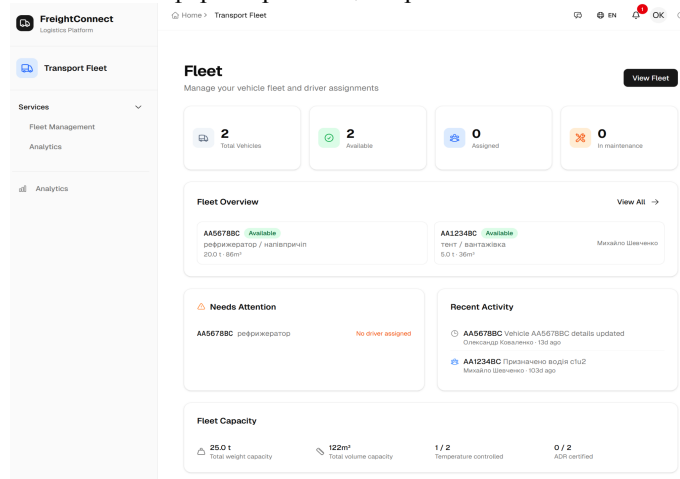 FreightConnect
Logistics Platform
Home > Transport Fleet
EN
1
OK
Transport Fleet
Services
Fleet Management
Analytics
Analytics
Fleet
Manage your vehicle fleet and driver assignments
View Fleet
2
Total Vehicles
2
Available
0
Assigned
0
In maintenance
Fleet Overview
View All →
AA5678BC Available
рефрижератор / напівпричіп
20.0 t · 86m³
AA1234BC Available
тент / вантажівка
5.0 t · 36m³
Михайло Шевченко
Needs Attention
AA5678BC рефрижератор
No driver assigned
Recent Activity
AA5678BC Vehicle AA5678BC details updated
Олександр Коваленко · 13d ago
AA1234BC Призначено водія c1u2
Михайло Шевченко · 103d ago
Fleet Capacity
25.0 t
Total weight capacity
122m³
Total volume capacity
1 / 2
Temperature controlled
0 / 2
ADR certified